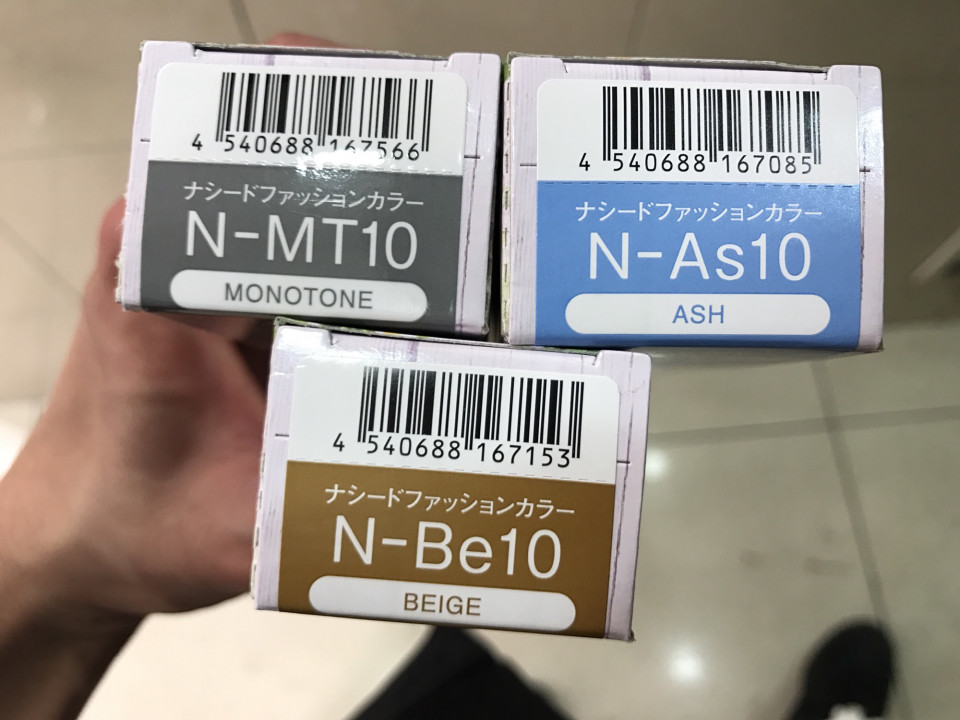 4 540688 167566
ナシードファッションカラー
N-MT10
MONOTONE
4 540688 167085
ナシードファッションカラー
N-As10
ASH
4 540688 167153
ナシードファッションカラー
N-Be10
BEIGE